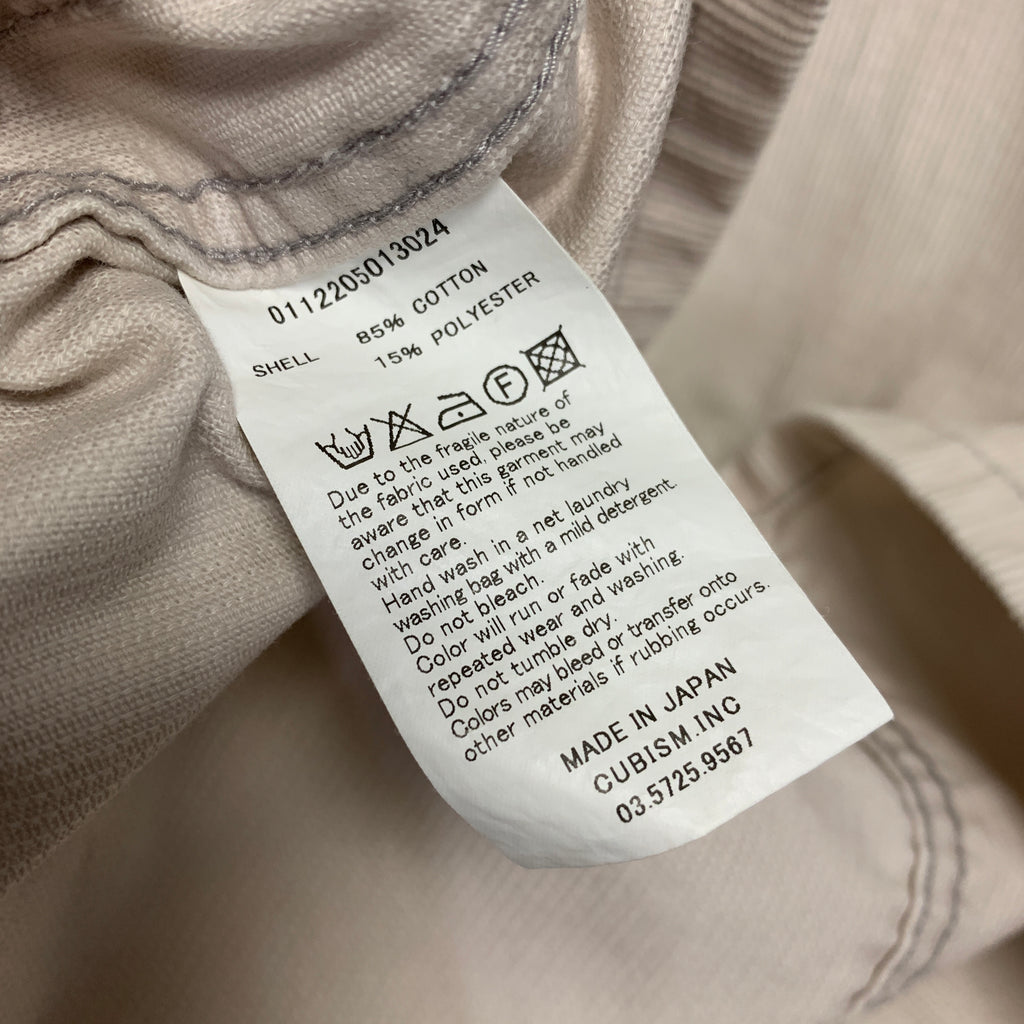 0112205013024
SHELL 85% COTTON
15% POLYESTER
F
Due to the fragile nature of
the fabric used, please be
aware that this garment may
change in form if not handled
with care.
Hand wash in a net laundry
washing bag with a mild detergent.
Do not bleach.
Color will run or fade with
repeated wear and washing.
Do not tumble dry.
Colors may bleed or transfer onto
other materials if rubbing occurs.
MADE IN JAPAN
CUBISM.INC
03.5725.9567